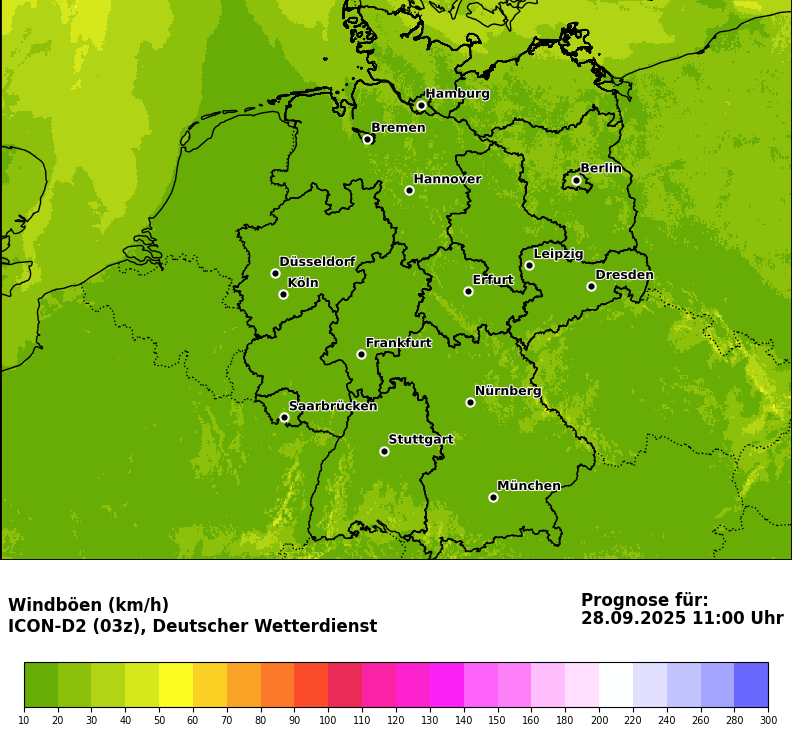 Hamburg
Bremen
Hannover
Berlin
Düsseldorf
Köln
Leipzig
Erfurt
Dresden
Frankfurt
Nürnberg
Saarbrücken
Stuttgart
München
Windböen (km/h)
ICON-D2 (03z), Deutscher Wetterdienst
Prognose für:
28.09.2025 11:00 Uhr
10 20 30 40 50 60 70 80 90 100 110 120 130 140 150 160 180 200 220 240 260 280 300